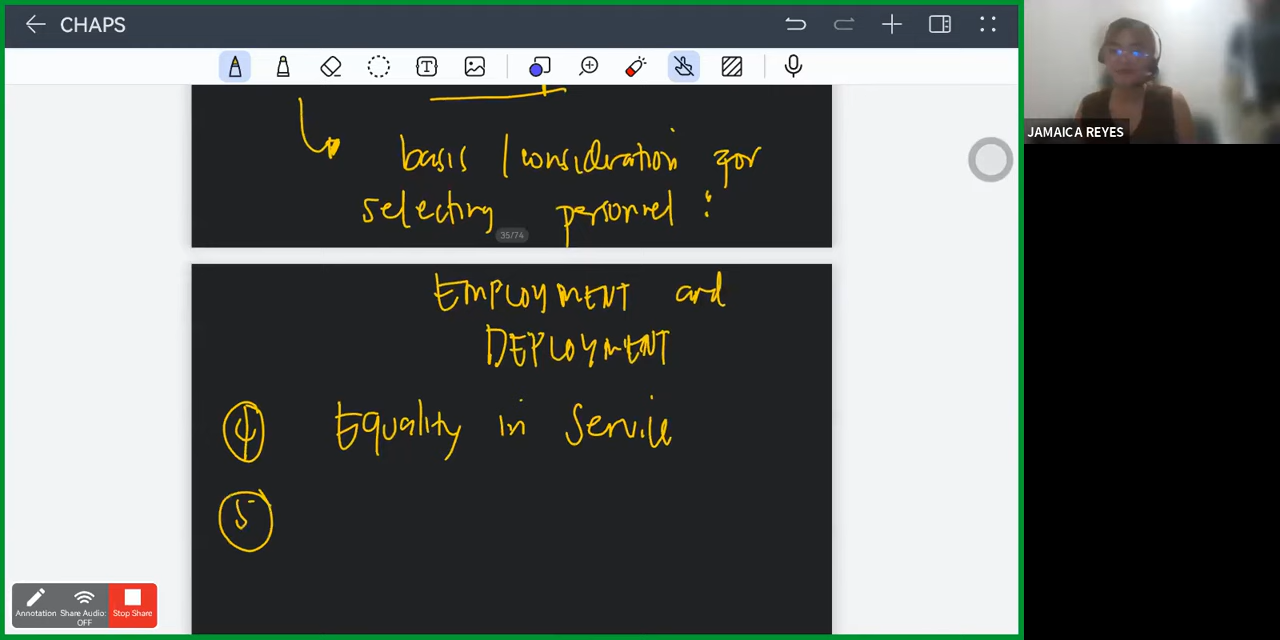 CHAPS
JAMAICA REYES
basis / consideration for
selecting personnel :
35/74
EMPLOYMENT and
DEPLOYMENT
4 Equality in Service
5
Annotation
Share Audio: OFF
Stop Share